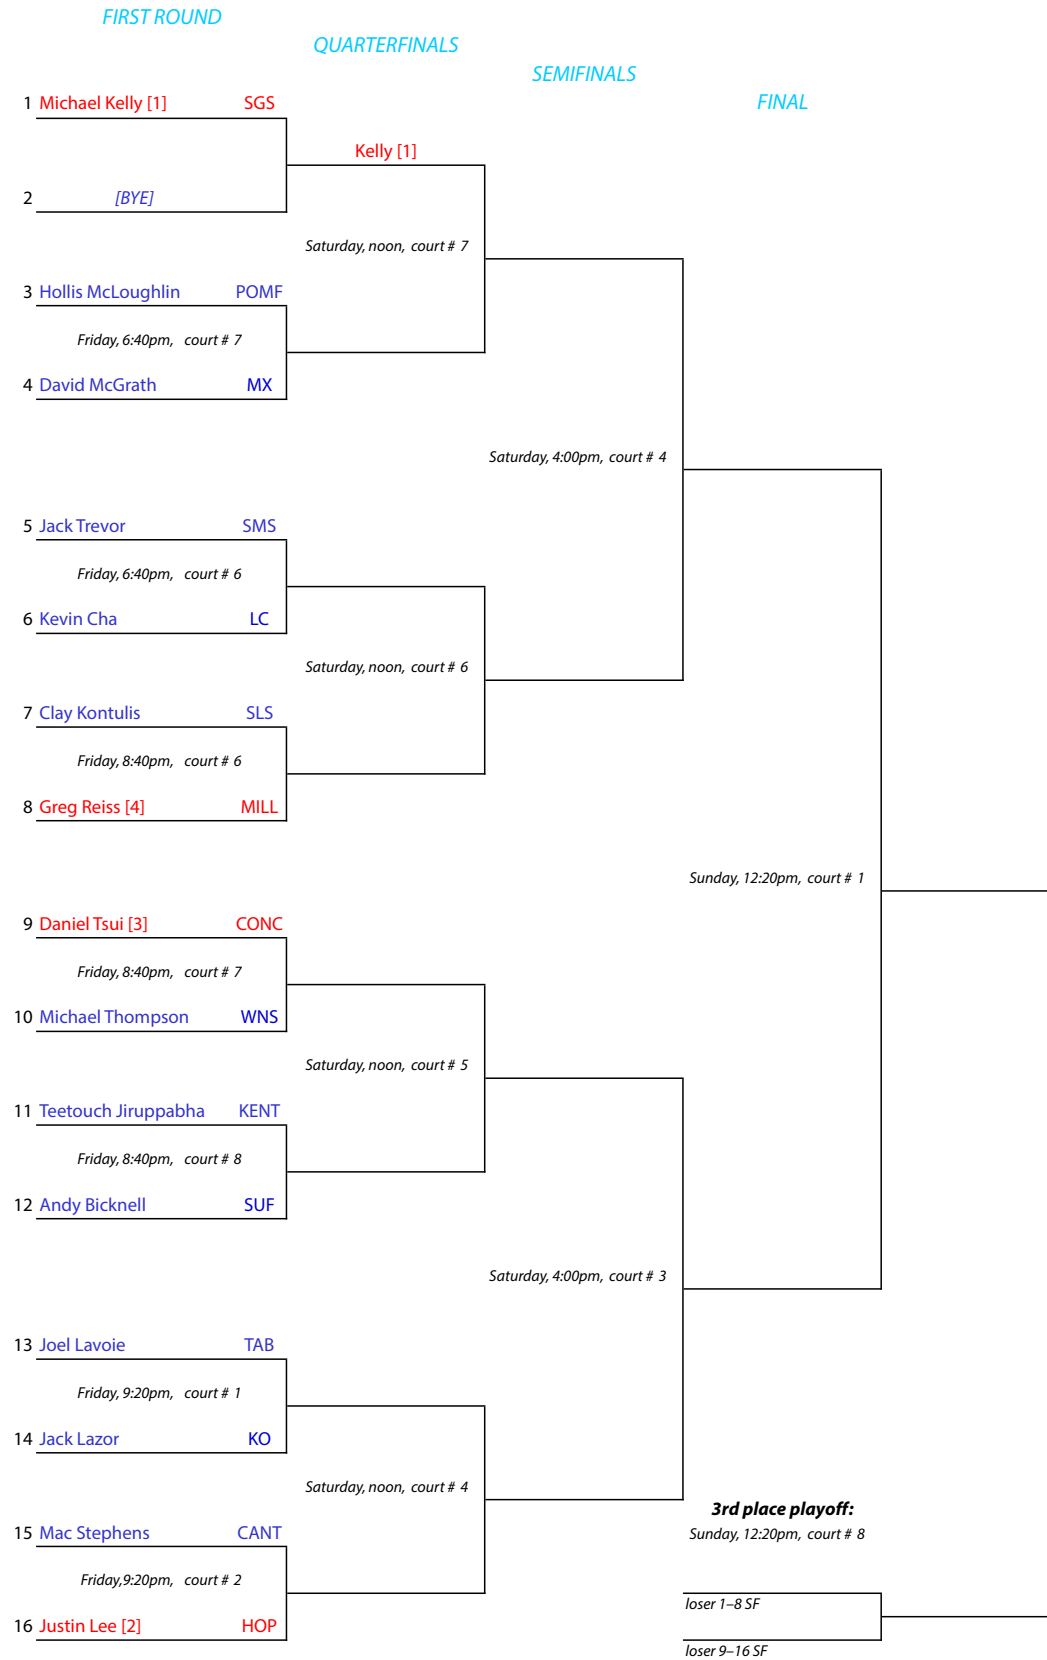 FIRST ROUND
QUARTERFINALS
SEMIFINALS
FINAL
1 Michael Kelly [1] SGS
Kelly [1]
2 [BYE]
Saturday, noon, court # 7
3 Hollis McLoughlin POMF
Friday, 6:40pm, court # 7
4 David McGrath MX
Saturday, 4:00pm, court # 4
5 Jack Trevor SMS
Friday, 6:40pm, court # 6
6 Kevin Cha LC
Saturday, noon, court # 6
7 Clay Kontulis SLS
Friday, 8:40pm, court # 6
8 Greg Reiss [4] MILL
Sunday, 12:20pm, court # 1
9 Daniel Tsui [3] CONC
Friday, 8:40pm, court # 7
10 Michael Thompson WNS
Saturday, noon, court # 5
11 Teetouch Jiruppabha KENT
Friday, 8:40pm, court # 8
12 Andy Bicknell SUF
Saturday, 4:00pm, court # 3
13 Joel Lavoie TAB
Friday, 9:20pm, court # 1
14 Jack Lazor KO
Saturday, noon, court # 4
3rd place playoff:
15 Mac Stephens CANT
Sunday, 12:20pm, court # 8
Friday,9:20pm, court # 2
loser 1–8 SF
16 Justin Lee [2] HOP
loser 9–16 SF